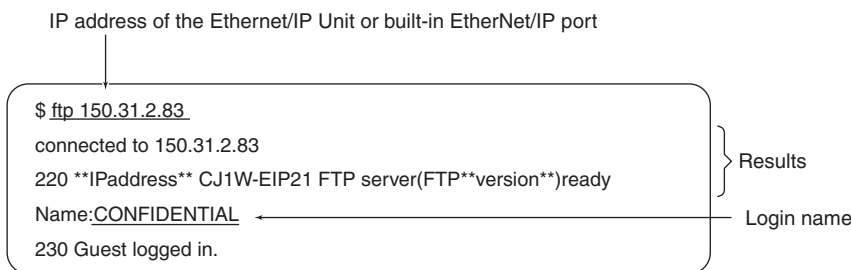 IP address of the Ethernet/IP Unit or built-in EtherNet/IP port
$ ftp 150.31.2.83
connected to 150.31.2.83
220 **IPaddress** CJ1W-EIP21 FTP server(FTP**version**)ready
Results
Name:CONFIDENTIAL
Login name
230 Guest logged in.